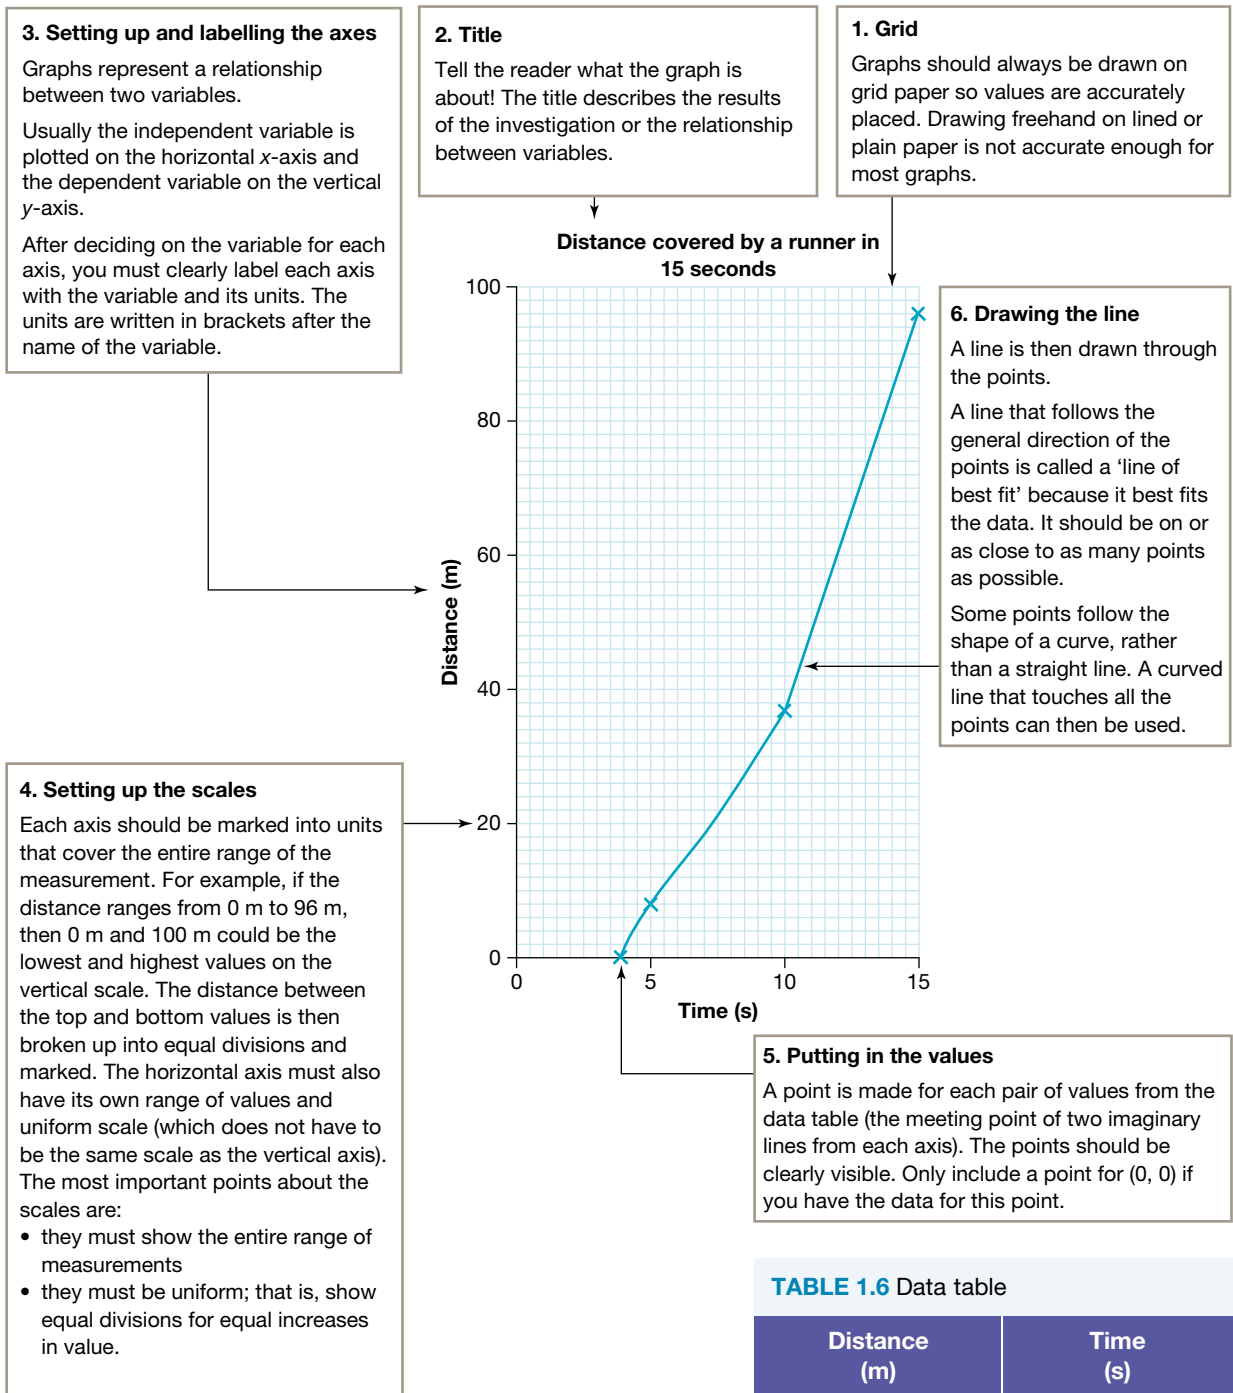 3. Setting up and labelling the axes
Graphs represent a relationship
between two variables.
Usually the independent variable is
plotted on the horizontal x-axis and
the dependent variable on the vertical
y-axis.
After deciding on the variable for each
axis, you must clearly label each axis
with the variable and its units. The
units are written in brackets after the
name of the variable.
2. Title
Tell the reader what the graph is
about! The title describes the results
of the investigation or the relationship
between variables.
1. Grid
Graphs should always be drawn on
grid paper so values are accurately
placed. Drawing freehand on lined or
plain paper is not accurate enough for
most graphs.
Distance covered by a runner in
15 seconds
100
80
60
40
20
0
Distance (m)
0
5
10
15
Time (s)
6. Drawing the line
A line is then drawn through
the points.
A line that follows the
general direction of the
points is called a ‘line of
best fit’ because it best fits
the data. It should be on or
as close to as many points
as possible.
Some points follow the
shape of a curve, rather
than a straight line. A curved
line that touches all the
points can then be used.
4. Setting up the scales
Each axis should be marked into units
that cover the entire range of the
measurement. For example, if the
distance ranges from 0 m to 96 m,
then 0 m and 100 m could be the
lowest and highest values on the
vertical scale. The distance between
the top and bottom values is then
broken up into equal divisions and
marked. The horizontal axis must also
have its own range of values and
uniform scale (which does not have to
be the same scale as the vertical axis).
The most important points about the
scales are:
• they must show the entire range of
measurements
• they must be uniform; that is, show
equal divisions for equal increases
in value.
5. Putting in the values
A point is made for each pair of values from the
data table (the meeting point of two imaginary
lines from each axis). The points should be
clearly visible. Only include a point for (0, 0) if
you have the data for this point.
TABLE 1.6 Data table
Distance
(m)
Time
(s)